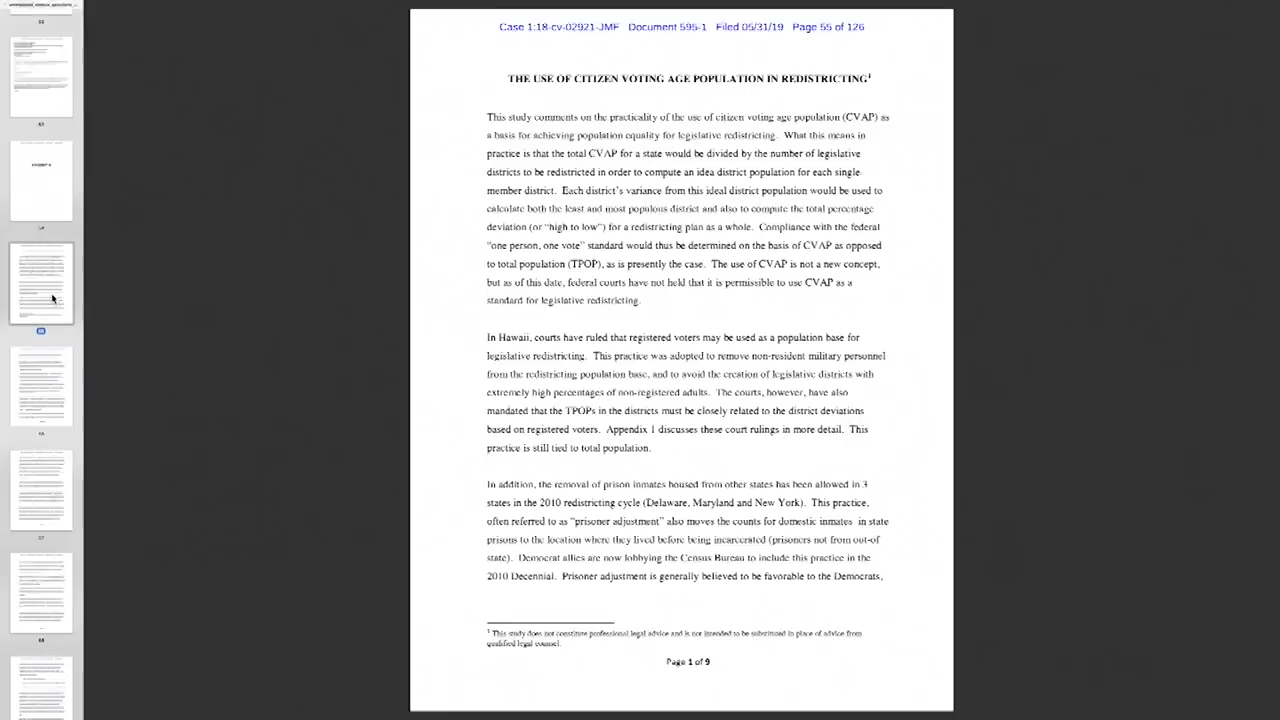 Case 1:18-cv-02921-JMF Document 595-1 Filed 05/31/19 Page 55 of 126
THE USE OF CITIZEN VOTING AGE POPULATION IN REDISTRICTING1
This study comments on the practicality of the use of citizen voting age population (CVAP) as
a basis for achieving population equality for legislative redistricting. What this means in
practice is that the total CVAP for a state would be divided by the number of legislative
districts to be redistricted in order to compute an idea district population for each single-
member district. Each district's variance from this ideal district population would be used to
calculate both the least and most populous district and also to compute the total percentage
deviation (or "high to low") for a redistricting plan as a whole. Compliance with the federal
"one person, one vote" standard would thus be determined on the basis of CVAP as opposed
to total population (TPOP), as is presently the case. The use of CVAP is not a new concept,
but as of this date, federal courts have not held that it is permissible to use CVAP as a
standard for legislative redistricting.
In Hawaii, courts have ruled that registered voters may be used as a population base for
legislative redistricting. This practice was adopted to remove non-resident military personnel
from the redistricting population base, and to avoid the creation of legislative districts with
extremely high percentages of non-registered adults. The courts, however, have also
mandated that the TPOPs in the districts must be closely related to the district deviations
based on registered voters. Appendix 1 discusses these court rulings in more detail. This
practice is still tied to total population.
In addition, the removal of prison inmates housed from other states has been allowed in 3
states in the 2010 redistricting cycle (Delaware, Maryland and New York). This practice,
often referred to as "prisoner adjustment" also moves the counts for domestic inmates in state
prisons to the location where they lived before being incarcerated (prisoners not from out-of
state). Democrat allies are now lobbying the Census Bureau to include this practice in the
2010 Decennial. Prisoner adjustment is generally believed to be favorable to the Democrats,
1 This study does not constitute professional legal advice and is not intended to be substituted in place of advice from
qualified legal counsel.
Page 1 of 9